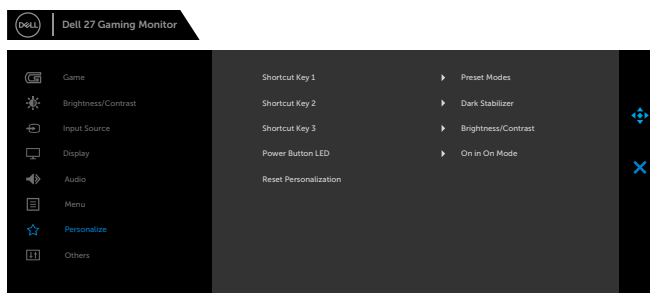 DELL
Dell 27 Gaming Monitor
Game
Shortcut Key 1
Preset Modes
Brightness/Contrast
Shortcut Key 2
Dark Stabilizer
Input Source
Shortcut Key 3
Brightness/Contrast
Display
Power Button LED
On in On Mode
Audio
Reset Personalization
Menu
Personalize
Others